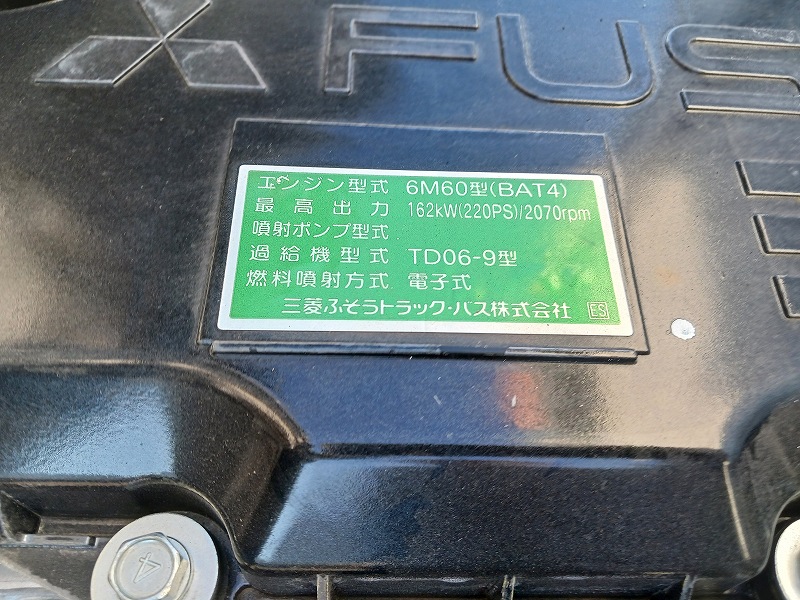 FUS
エンジン型式 6M60型(BAT4)
最高出力 162kW(220PS)/2070rpm
噴射ポンプ型式
過給機型式 TD06-9型
燃料噴射方式 電子式
三菱ふそうトラック・バス株式会社 ES
4